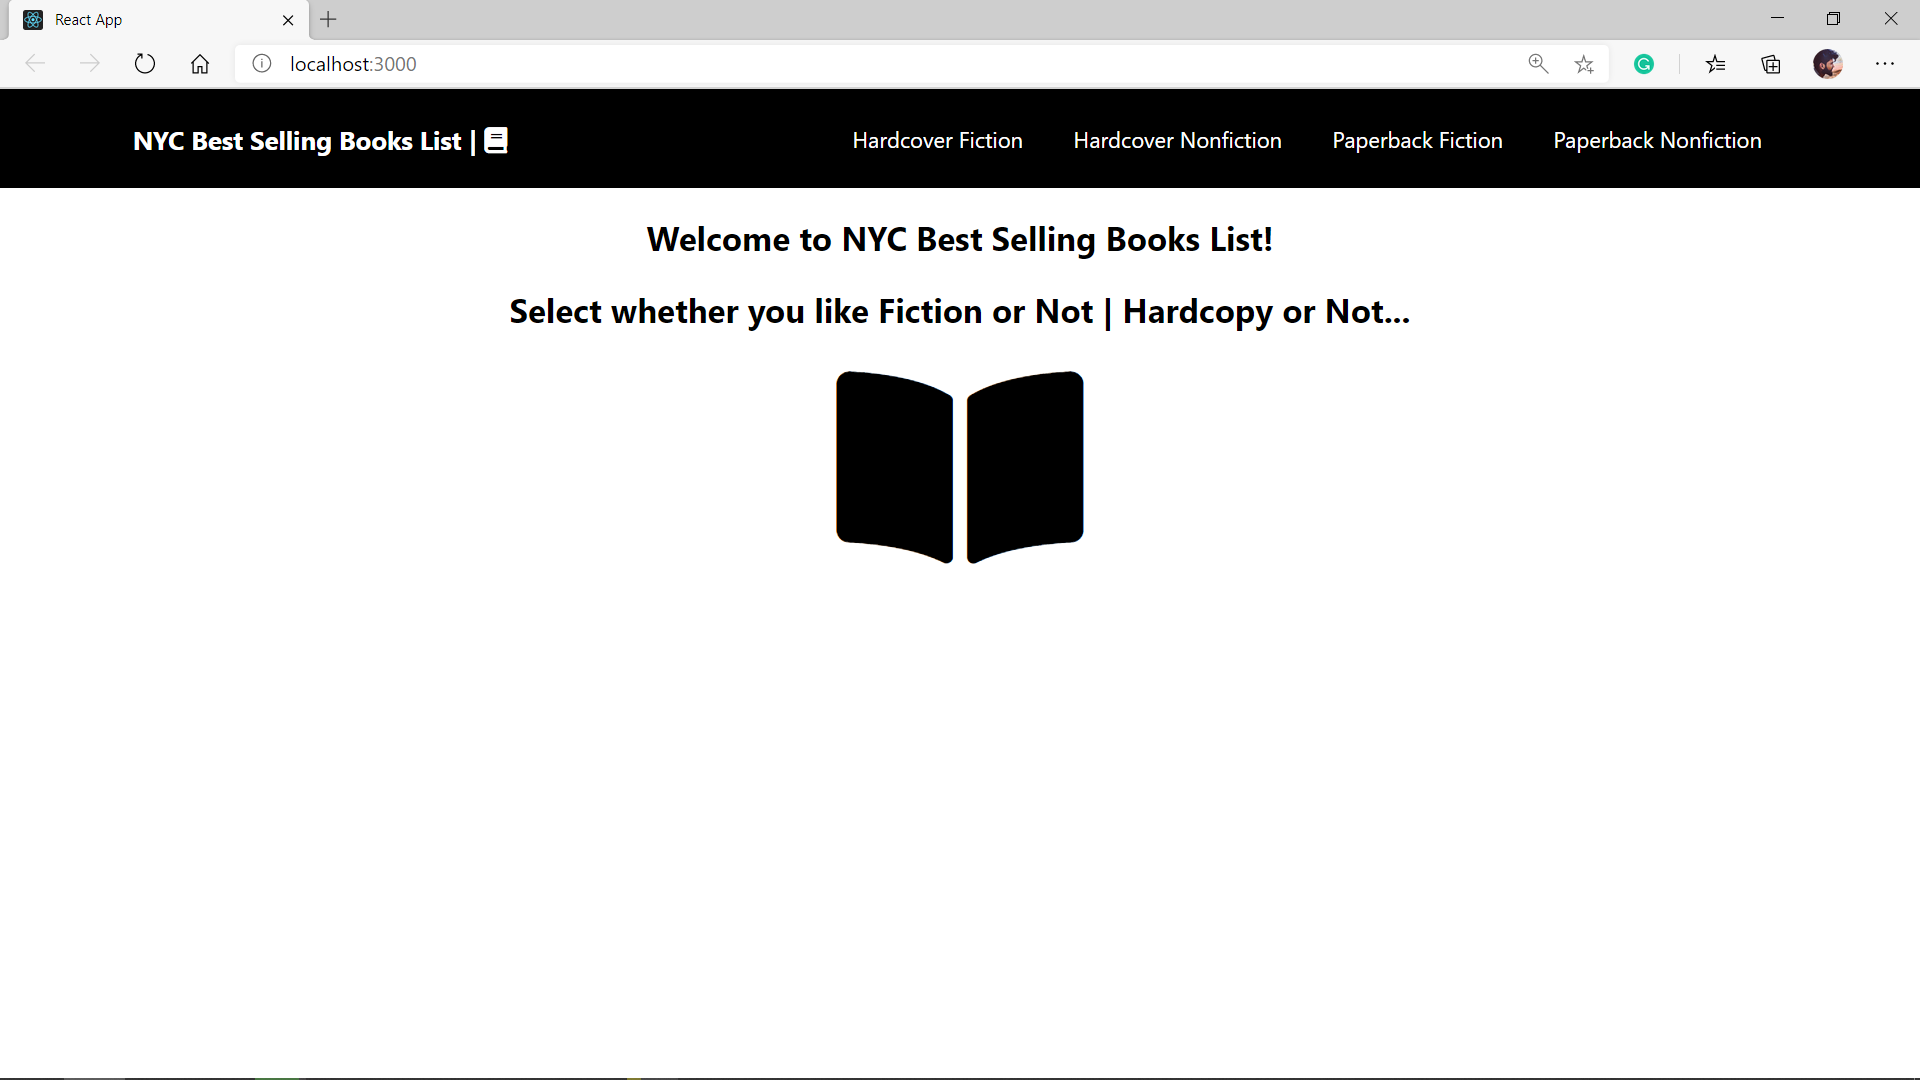 React App
localhost:3000
NYC Best Selling Books List |
Hardcover Fiction
Hardcover Nonfiction
Paperback Fiction
Paperback Nonfiction
Welcome to NYC Best Selling Books List!
Select whether you like Fiction or Not | Hardcopy or Not...